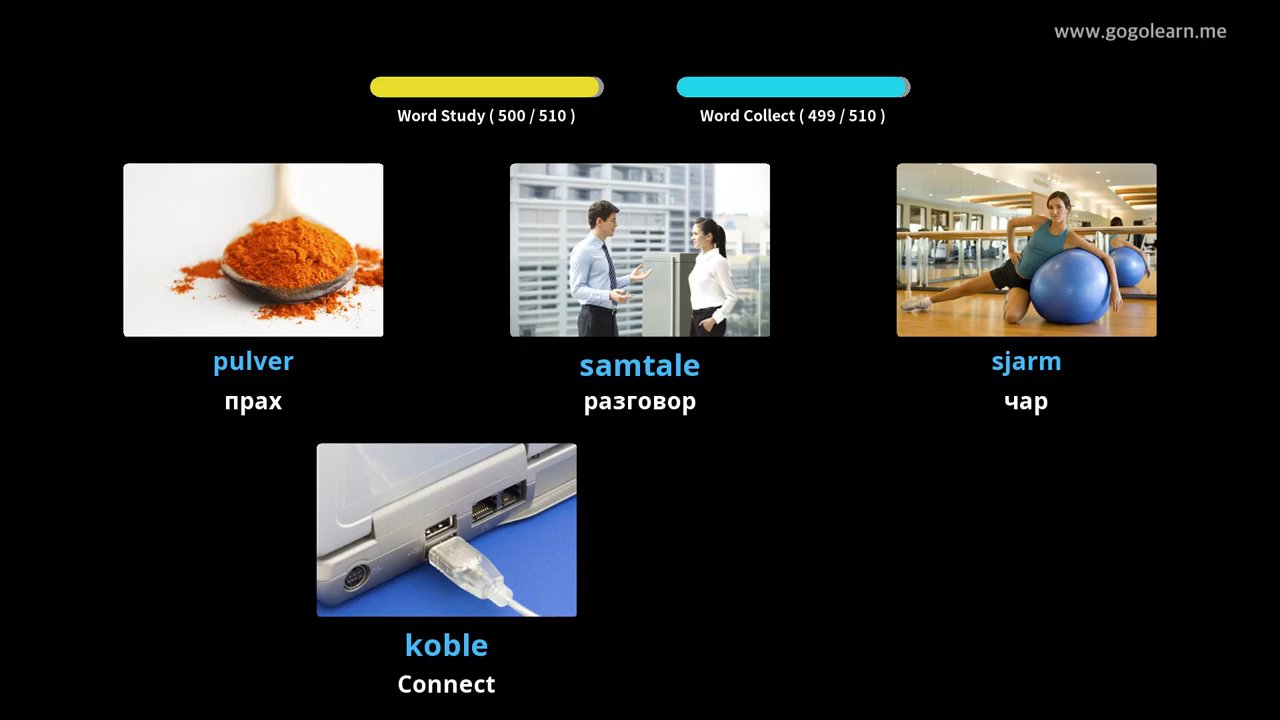 www.gogolearn.me
Word Study ( 500 / 510 )
Word Collect ( 499 / 510 )
pulver
прах
samtale
разговор
sjarm
чар
koble
Connect